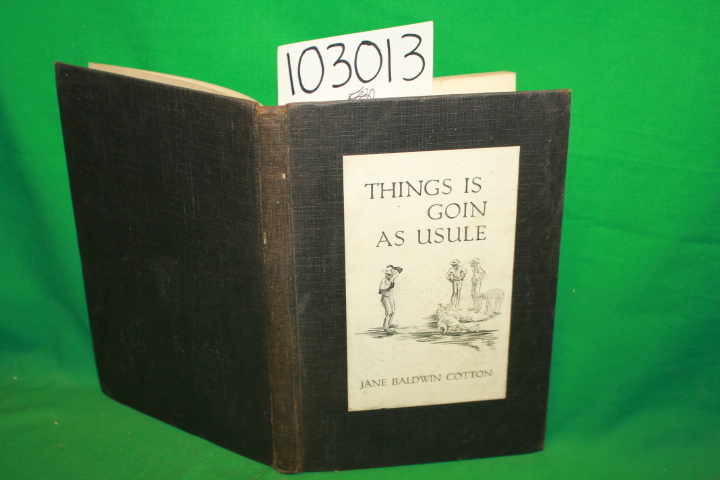 103013
THINGS IS
GOIN
AS USULE
JANE BALDWIN COTTON